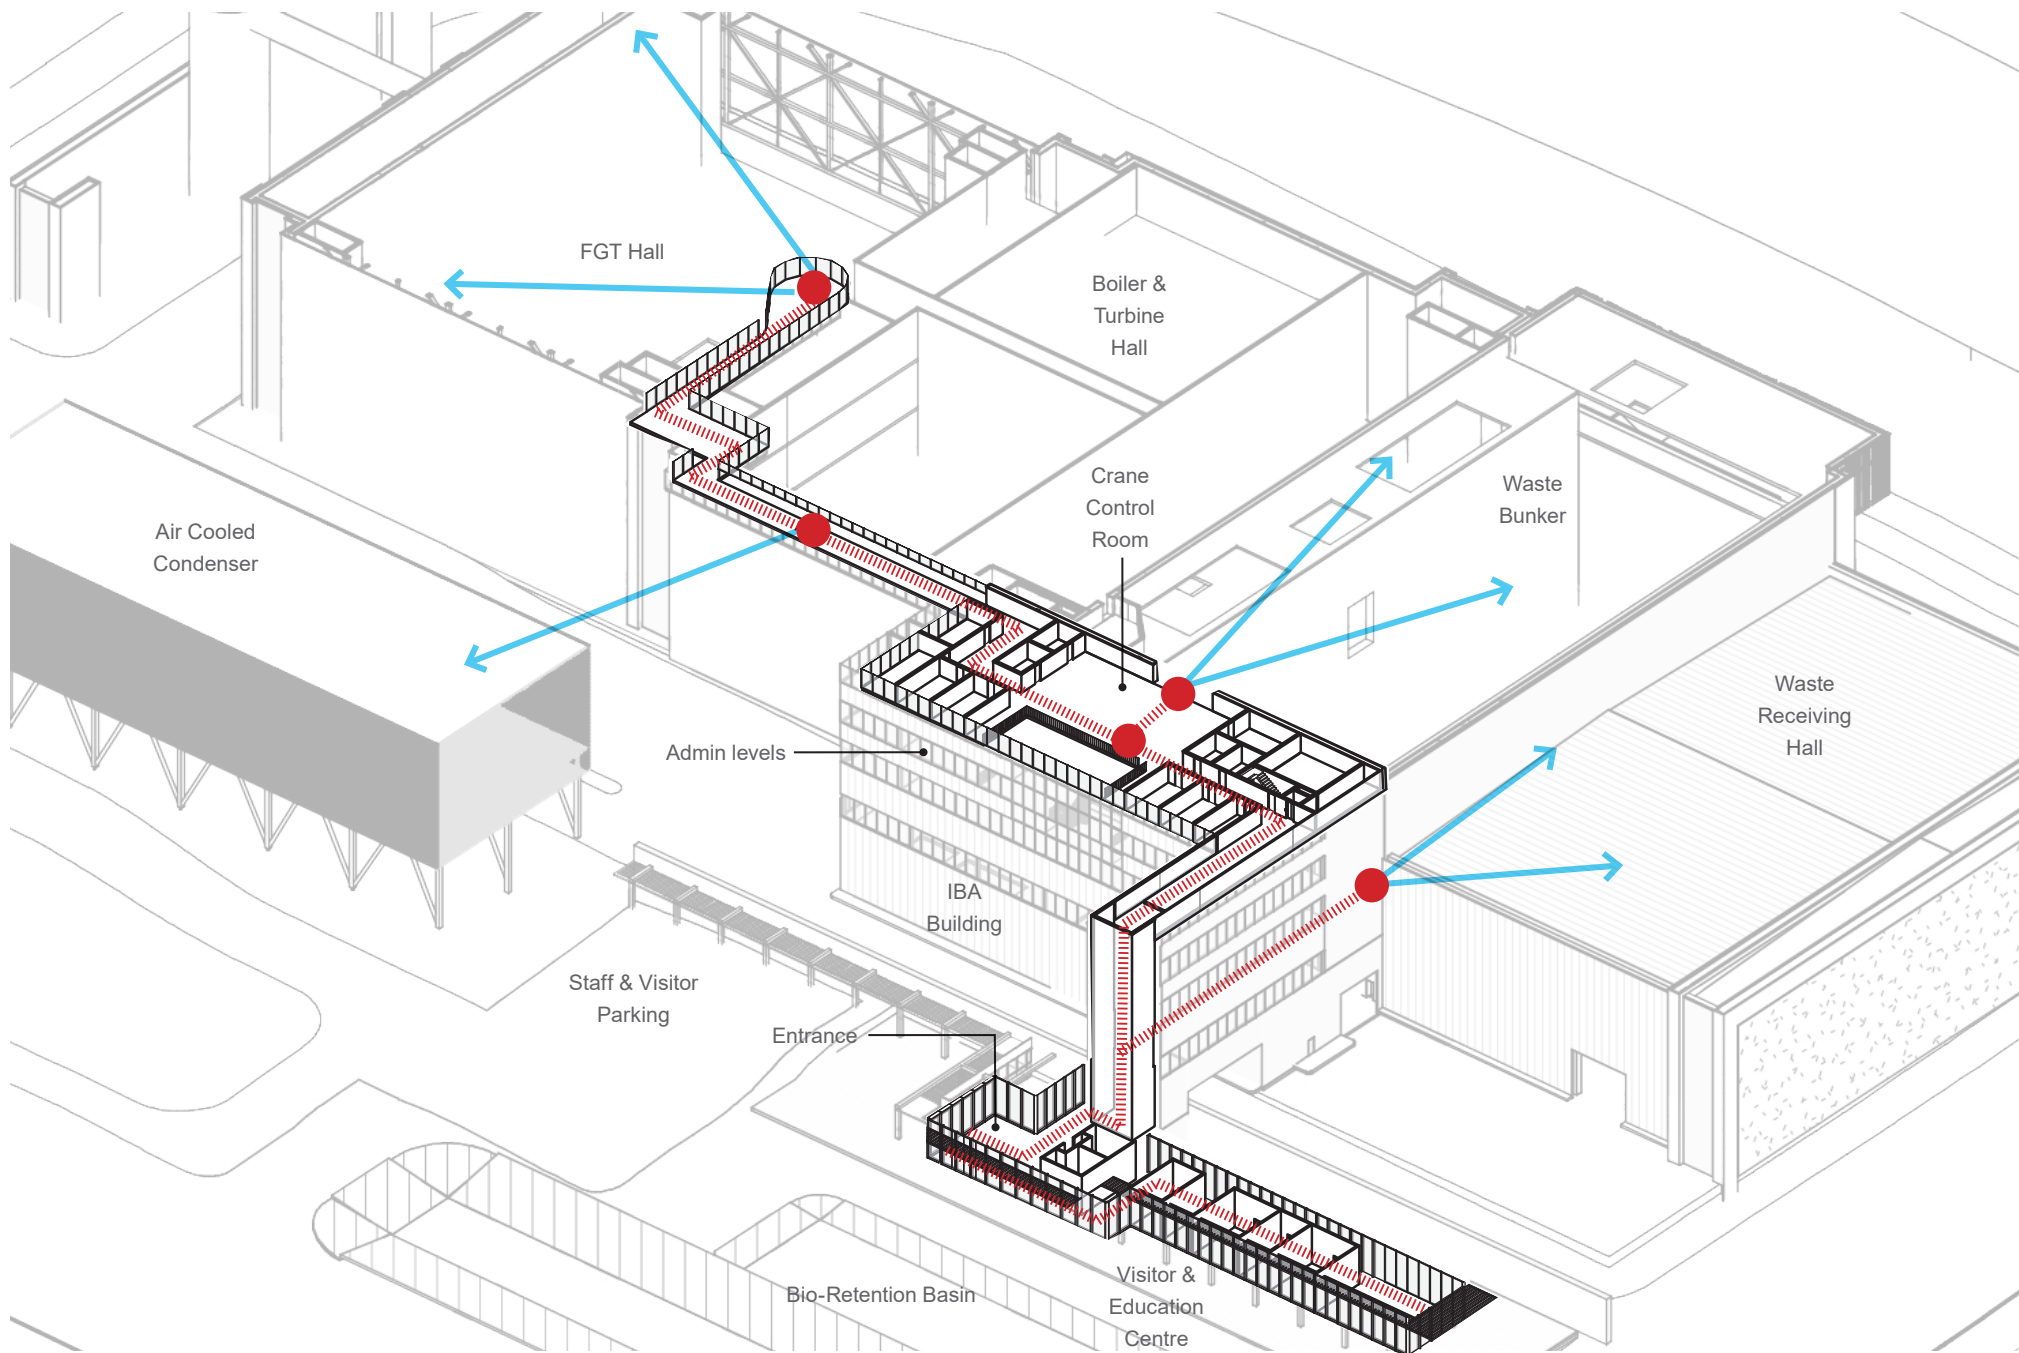 FGT Hall
Boiler &
Turbine
Hall
Crane
Control
Room
Waste
Bunker
Air Cooled
Condenser
Waste
Receiving
Hall
Admin levels
IBA
Building
Staff & Visitor
Parking
Entrance
Bio-Retention Basin
Visitor &
Education
Centre